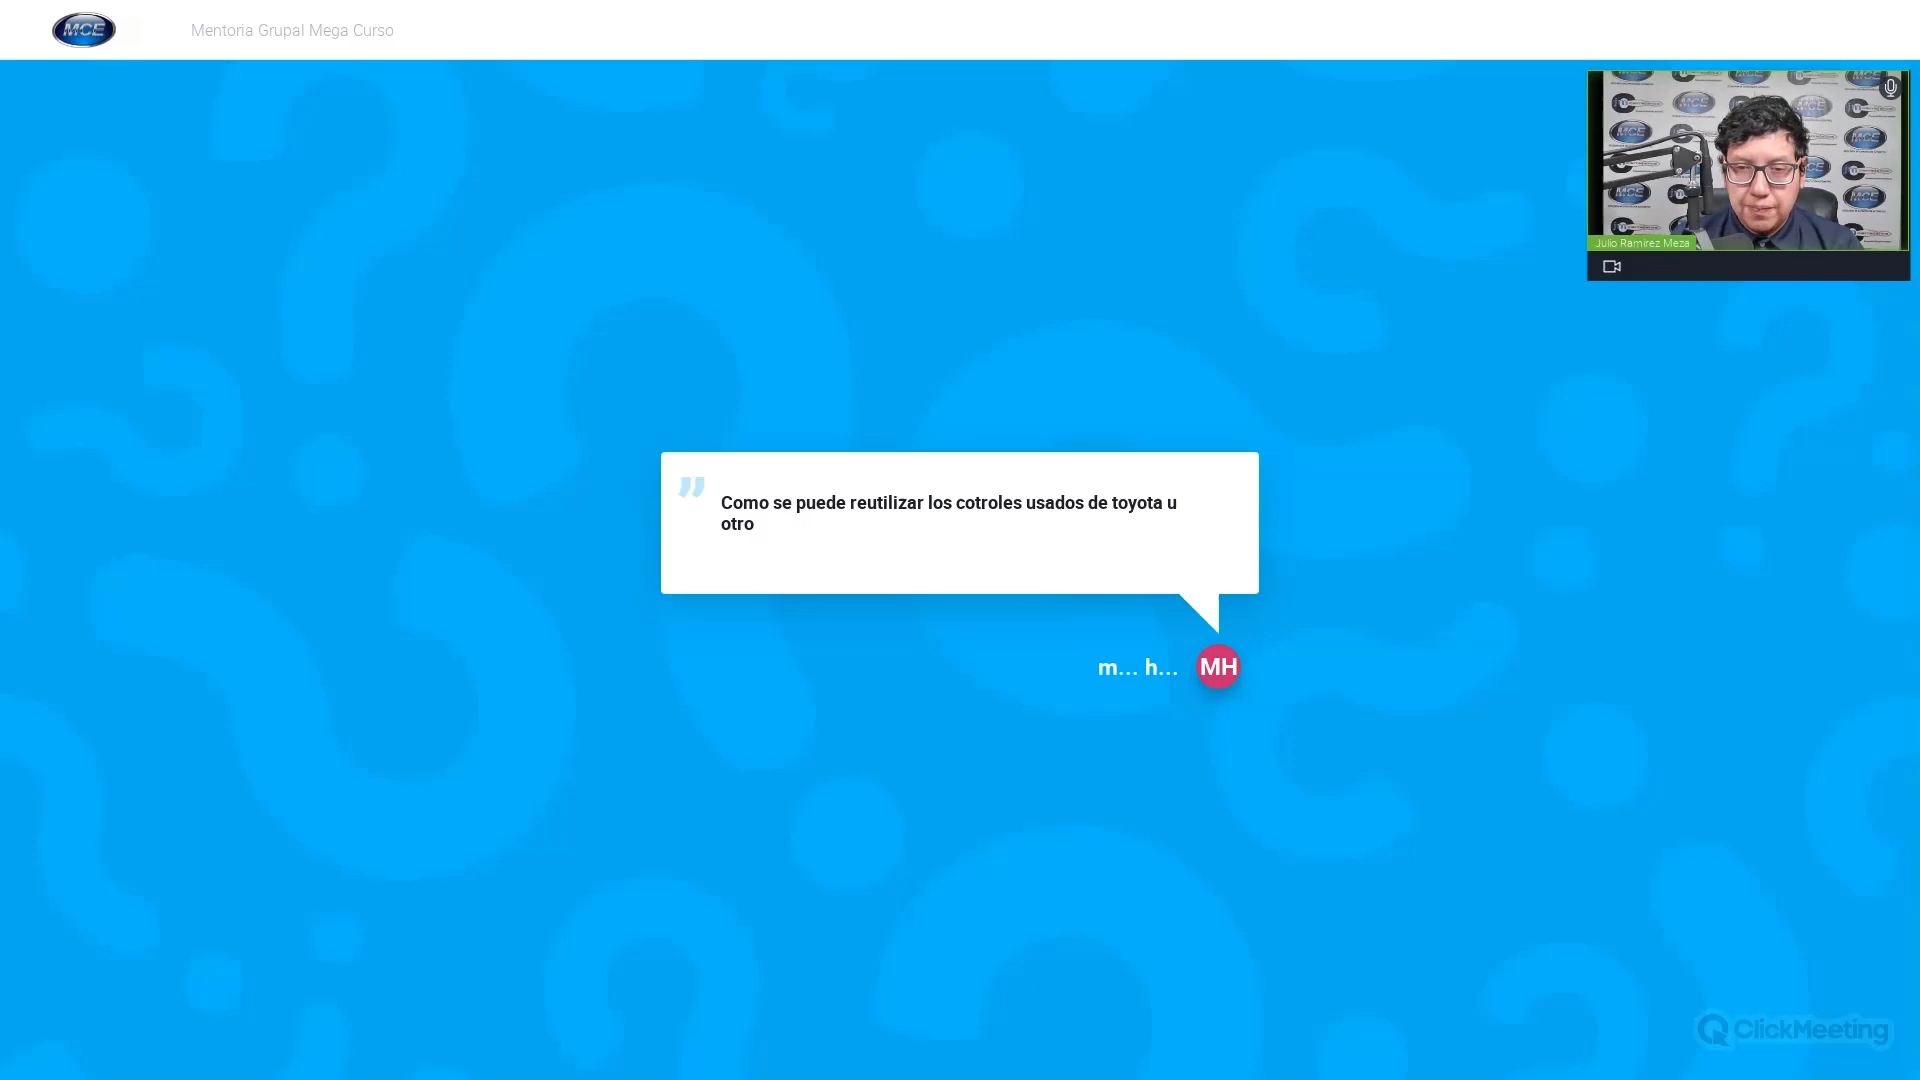 MCE
Mentoria Grupal Mega Curso
Julio Ramirez Meza
Como se puede reutilizar los cotroles usados de toyota u
otro
m... h...
MH
ClickMeeting